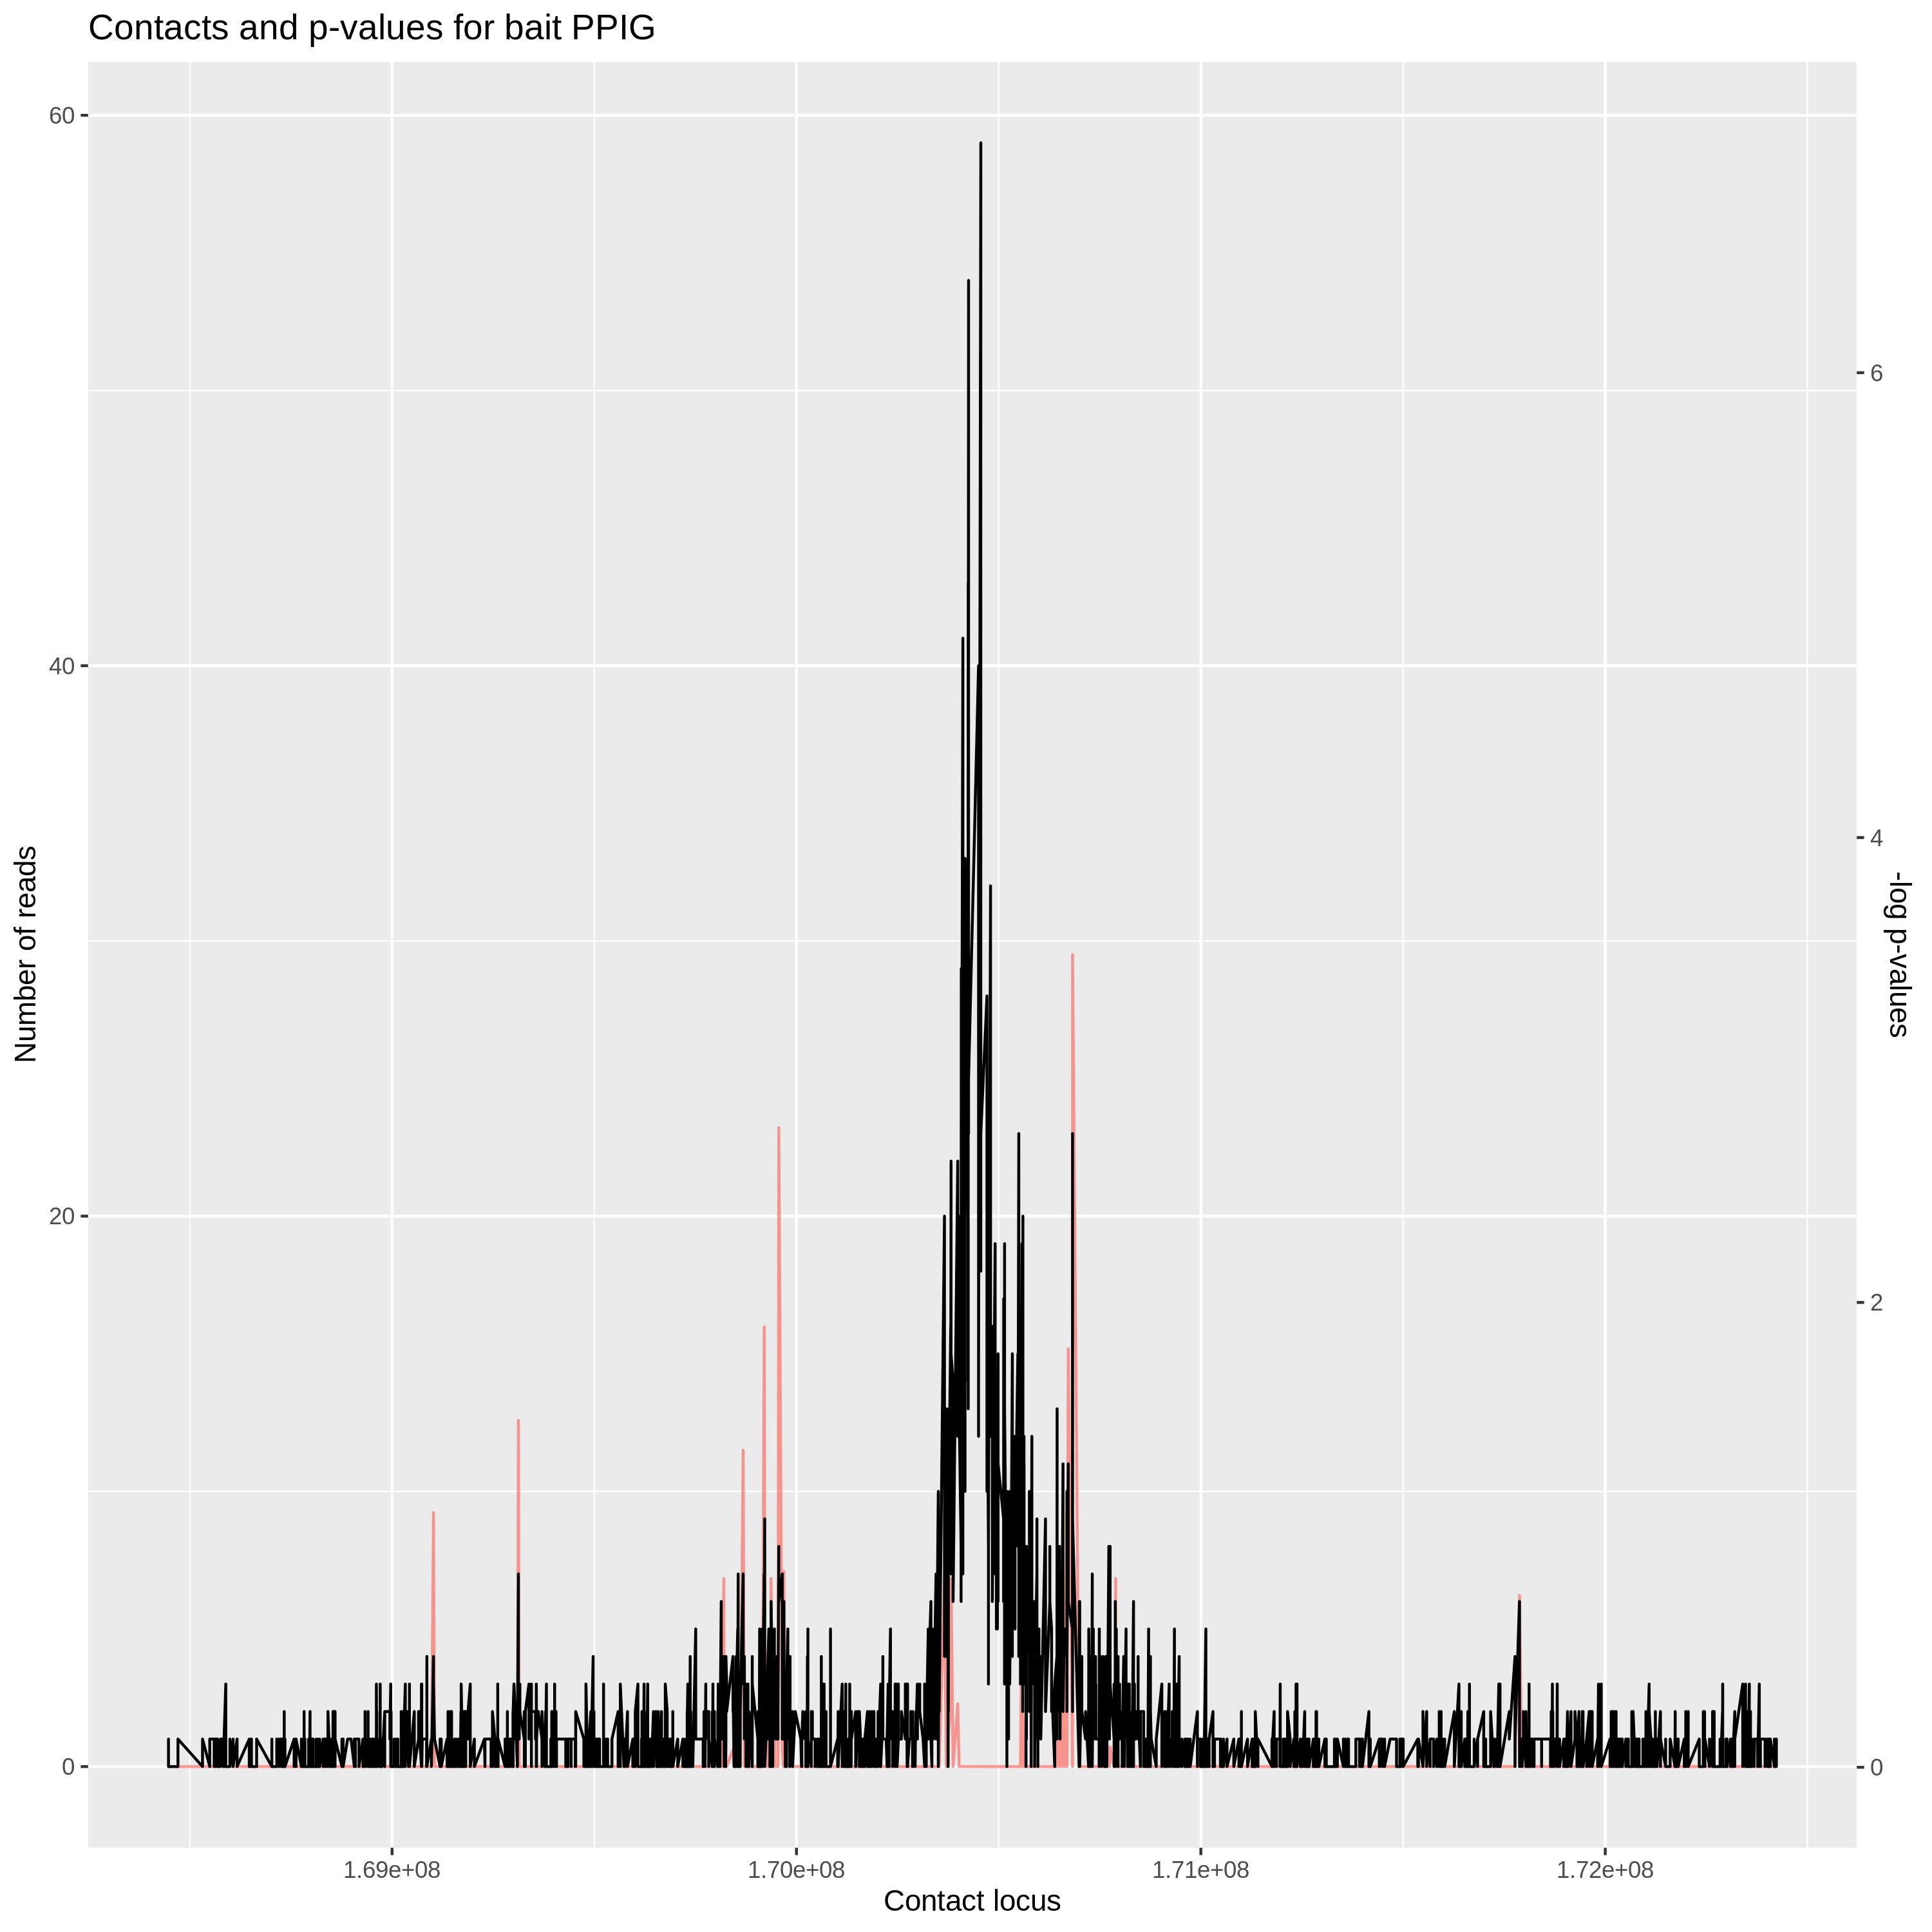 Contacts and p-values for bait PPIG
60
40
20
0
Number of reads
6
4
2
0
-log p-values
1.69e+08
1.70e+08
1.71e+08
1.72e+08
Contact locus